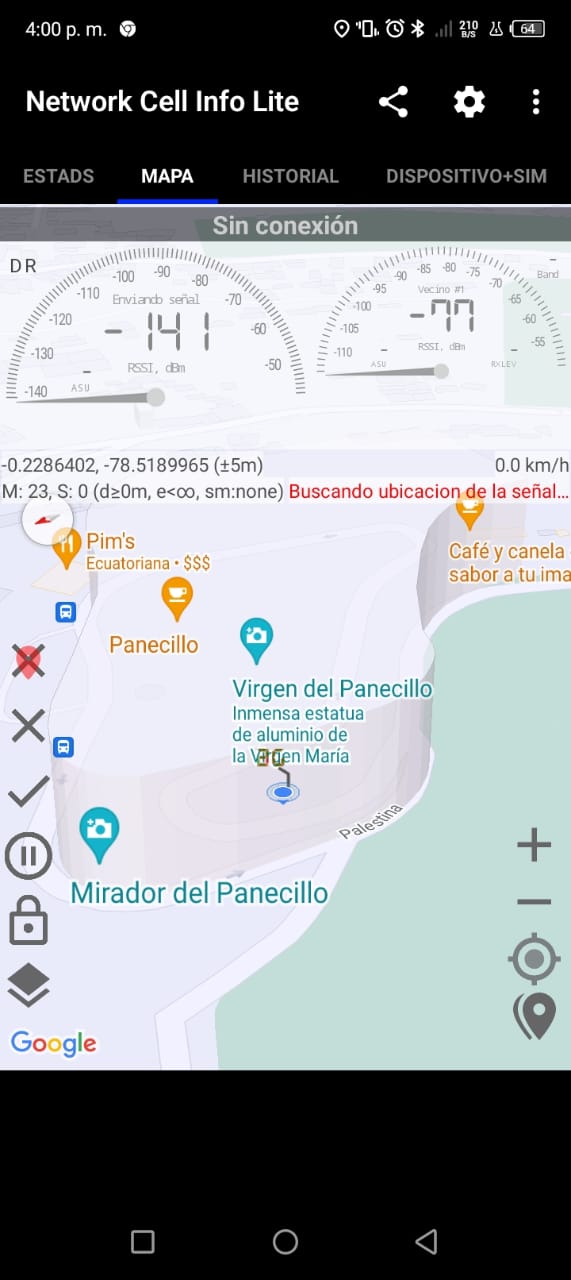 4:00 p. m.
210
B/S
64
Network Cell Info Lite
ESTADS MAPA HISTORIAL DISPOSITIVO+SIM
Sin conexión
DR
-140 -130 -120 -110 -100 -90 -80 -70 -60 -50
Enviando señal
-141
RSSI, dBm
-
ASU
-110 -105 -100 -95 -90 -85 -80 -75 -70 -65 -60 -55
-
Band
Vecino #1
-77
RSSI, dBm
-
ASU
-
RXLEV
-0.2286402, -78.5189965 (±5m) 0.0 km/h
M: 23, S: 0 (d≥0m, e<∞, sm:none) Buscando ubicacion de la señal...
Pim's
Ecuatoriana • $$$
Café y canela
sabor a tu ima
Panecillo
Virgen del Panecillo
Inmensa estatua
de aluminio de
la Virgen María
Palestina
Mirador del Panecillo
Google